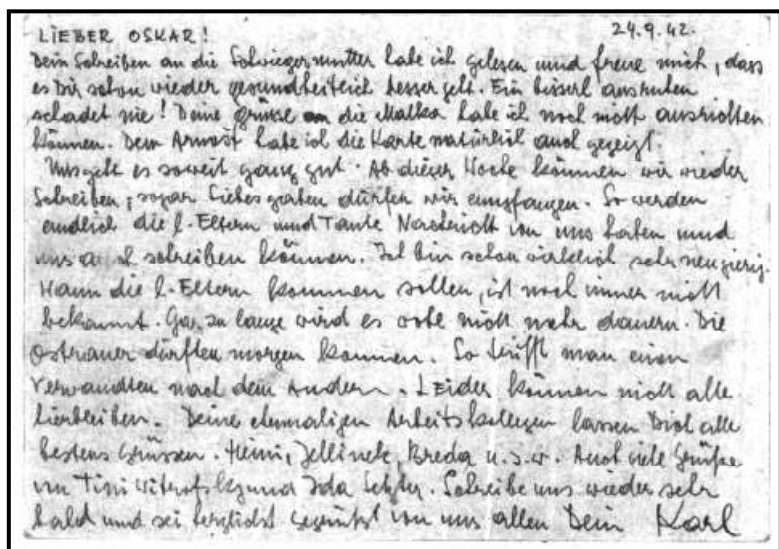 LIEBER OSKAR! 24.9.42.
Dein Schreiben an die Schwiegermutter habe ich gelesen und freue mich, dass
es Dir schon wieder gesundheitlich besser geht. Ein bisserl ausruhen
schadet nie! Deine Grüsse an die Malka habe ich noch nicht ausrichten
können. Dem Arnošt habe ich die Karte natürlich auch gezeigt.
Uns geht es soweit ganz gut. Ab dieser Woche können wir wieder
Schreiben, sogar Liebesgaben dürfen wir empfangen. So werden
endlich die l. Eltern und Tante Nachricht von uns haben und
uns auch schreiben können. Ich bin schon wirklich sehr neugierig.
Wann die l. Eltern kommen sollen, ist noch immer nicht
bekannt. Gar zu lange wird es nicht mehr dauern. Die
Ostrauer dürften morgen kommen. So trifft man einen
Verwandten nach dem Andern. Leider können nicht alle
hierbleiben. Deine ehemaligen Arbeitskollegen lassen Dich alle
bestens Grüssen. Heini, Jellinek, Breda u.s.w. Auch viele Grüße
von Tini und Ida. Schreibe uns wieder sehr
bald und sei herzlichst gegrüsst von uns allen Dein Karl